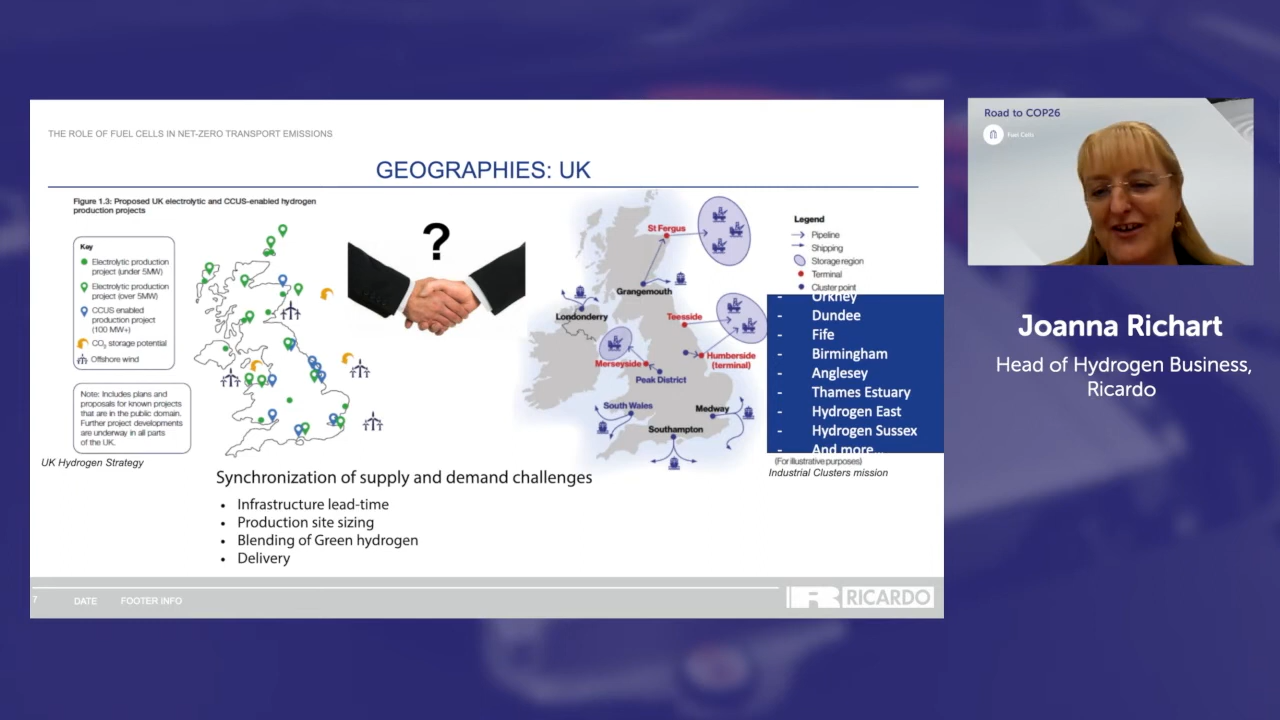 THE ROLE OF FUEL CELLS IN NET-ZERO TRANSPORT EMISSIONS
GEOGRAPHIES: UK
Figure 1.3: Proposed UK electrolytic and CCUS-enabled hydrogen
production projects
Key
Electrolytic production
project (under 5MW)
Electrolytic production
project (over 5MW)
CCUS enabled
production project
(100 MW+)
CO₂ storage potential
Offshore wind
Note: Includes plans and
proposals for known projects
that are in the public domain.
Further project developments
are underway in all parts
of the UK.
UK Hydrogen Strategy
?
St Fergus
Grangemouth
Londonderry
Teesside
Humberside
(terminal)
Merseyside
Peak District
South Wales
Medway
Southampton
Legend
Pipeline
Shipping
Storage region
Terminal
Cluster point
- Orkney
- Dundee
- Fife
- Birmingham
- Anglesey
- Thames Estuary
- Hydrogen East
- Hydrogen Sussex
- And more...
(For illustrative purposes)
Industrial Clusters mission
Synchronization of supply and demand challenges
• Infrastructure lead-time
• Production site sizing
• Blending of Green hydrogen
• Delivery
7 DATE FOOTER INFO
RICARDO
Road to COP26
Fuel Cells
Joanna Richart
Head of Hydrogen Business,
Ricardo